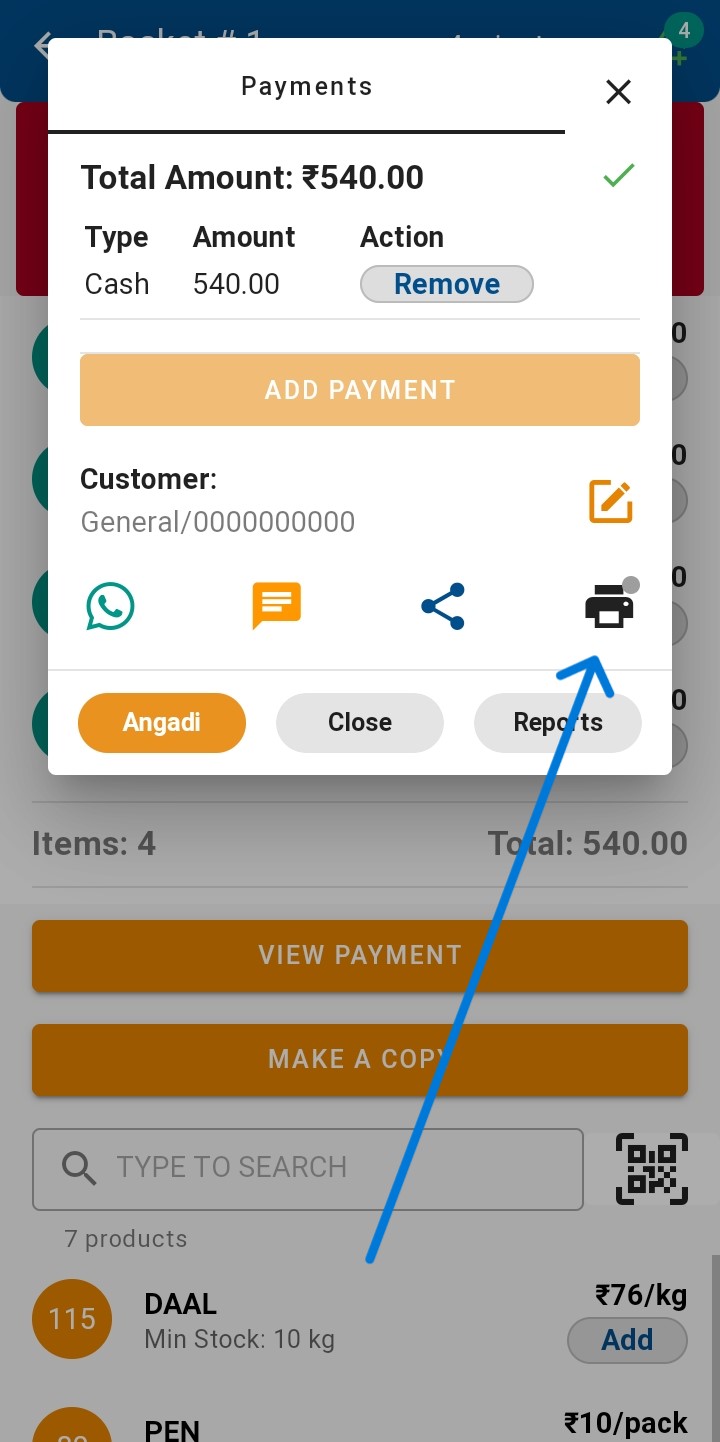 Basket # 1
4
Payments
Total Amount: ₹540.00
Type Amount Action
Cash 540.00 Remove
ADD PAYMENT
Customer:
General/0000000000
Angadi Close Reports
Items: 4 Total: 540.00
VIEW PAYMENT
MAKE A COPY
TYPE TO SEARCH
7 products
115 DAAL ₹76/kg
Min Stock: 10 kg Add
PEN ₹10/pack